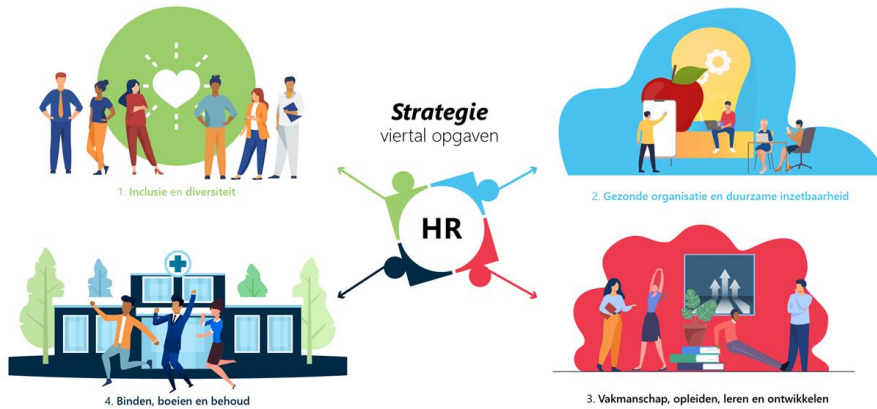 Strategie
viertal opgaven
HR
1. Inclusie en diversiteit
2. Gezonde organisatie en duurzame inzetbaarheid
3. Vakmanschap, opleiden, leren en ontwikkelen
4. Binden, boeien en behoud